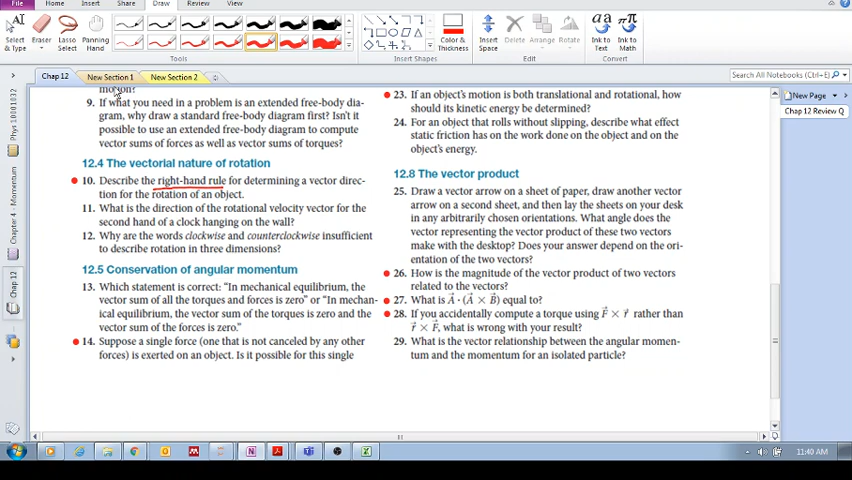 File
Home
Insert
Share
Draw
Review
View
Select
& Type
Eraser
Lasso
Select
Panning
Hand
Tools
Insert Shapes
Color &
Thickness
Insert
Space
Delete
Arrange
Rotate
Edit
Ink to
Text
Ink to
Math
Convert
Chap 12
New Section 1
New Section 2
Search All Notebooks (Ctrl+E)
New Page
Chap 12 Review Q
Phys 10101032
Chapter 4 - Momentum
Chap 12
motion?
9. If what you need in a problem is an extended free-body dia-
gram, why draw a standard free-body diagram first? Isn't it
possible to use an extended free-body diagram to compute
vector sums of forces as well as vector sums of torques?
12.4 The vectorial nature of rotation
10. Describe the right-hand rule for determining a vector direc-
tion for the rotation of an object.
11. What is the direction of the rotational velocity vector for the
second hand of a clock hanging on the wall?
12. Why are the words clockwise and counterclockwise insufficient
to describe rotation in three dimensions?
12.5 Conservation of angular momentum
13. Which statement is correct: "In mechanical equilibrium, the
vector sum of all the torques and forces is zero" or "In mechan-
ical equilibrium, the vector sum of the torques is zero and the
vector sum of the forces is zero."
14. Suppose a single force (one that is not canceled by any other
forces) is exerted on an object. Is it possible for this single
23. If an object's motion is both translational and rotational, how
should its kinetic energy be determined?
24. For an object that rolls without slipping, describe what effect
static friction has on the work done on the object and on the
object's energy.
12.8 The vector product
25. Draw a vector arrow on a sheet of paper, draw another vector
arrow on a second sheet, and then lay the sheets on your desk
in any arbitrarily chosen orientations. What angle does the
vector representing the vector product of these two vectors
make with the desktop? Does your answer depend on the ori-
entation of the two vectors?
26. How is the magnitude of the vector product of two vectors
related to the vectors?
27. What is A⃗ · (A⃗ × B⃗) equal to?
28. If you accidentally compute a torque using F⃗ × r⃗ rather than
r⃗ × F⃗, what is wrong with your result?
29. What is the vector relationship between the angular momen-
tum and the momentum for an isolated particle?
11:40 AM